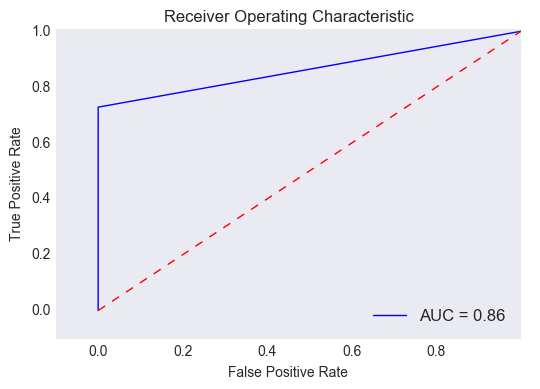 Receiver Operating Characteristic
1.0
0.8
0.6
0.4
0.2
0.0
True Positive Rate
AUC = 0.86
0.0 0.2 0.4 0.6 0.8
False Positive Rate